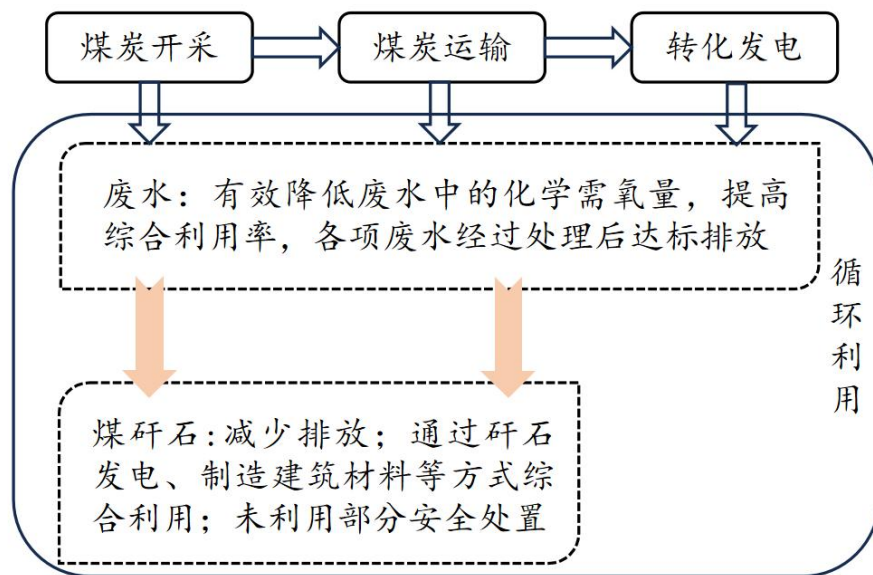 煤炭开采
煤炭运输
转化发电
废水：有效降低废水中的化学需氧量，提高
综合利用率，各项废水经过处理后达标排放
循环利用
煤矸石：减少排放；通过矸石
发电、制造建筑材料等方式综
合利用；未利用部分安全处置